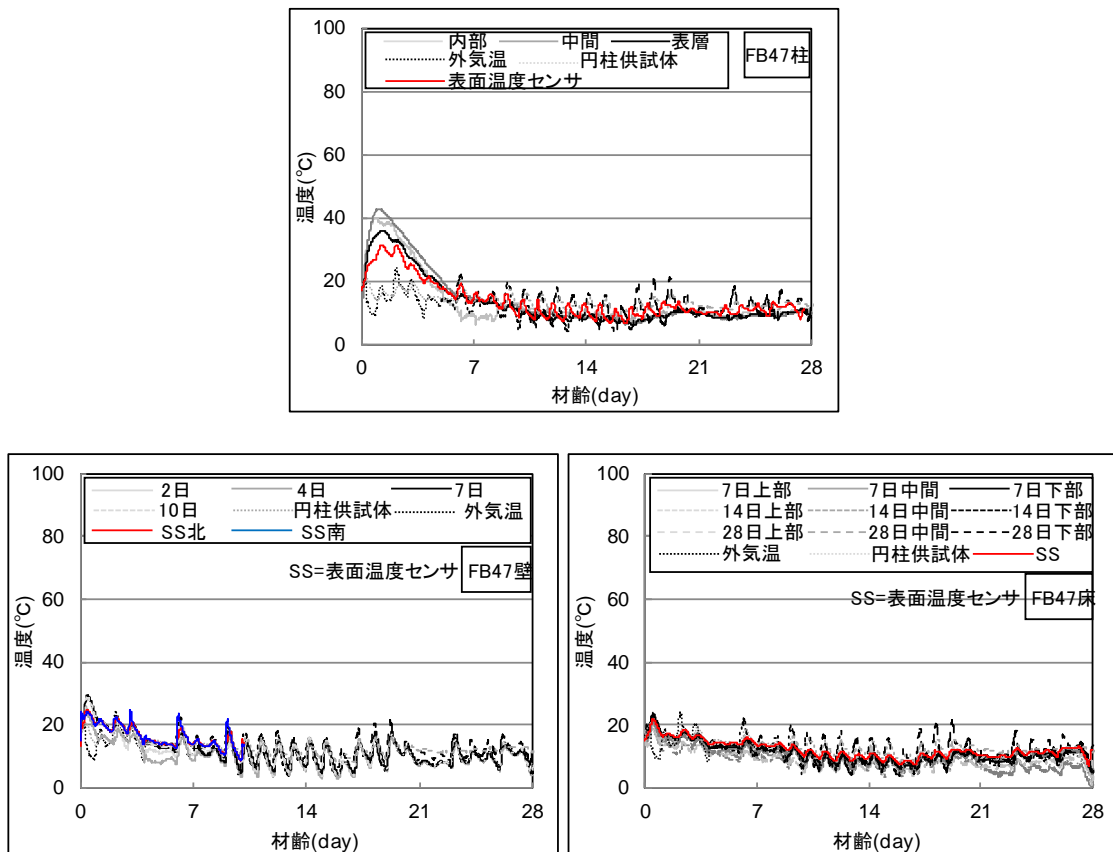 100
内部 中間 表層
外気温 円柱供試体
表面温度センサ
FB47柱
80
60
40
20
0
温度(℃)
0 7 14 21 28
材齢(day)
100
2日 4日 7日
10日 円柱供試体 外気温
SS北 SS南
SS=表面温度センサ FB47壁
80
60
40
20
0
温度(℃)
0 7 14 21 28
材齢(day)
100
7日上部 7日中間 7日下部
14日上部 14日中間 14日下部
28日上部 28日中間 28日下部
外気温 円柱供試体 SS
SS=表面温度センサ FB47床
80
60
40
20
0
温度(℃)
0 7 14 21 28
材齢(day)